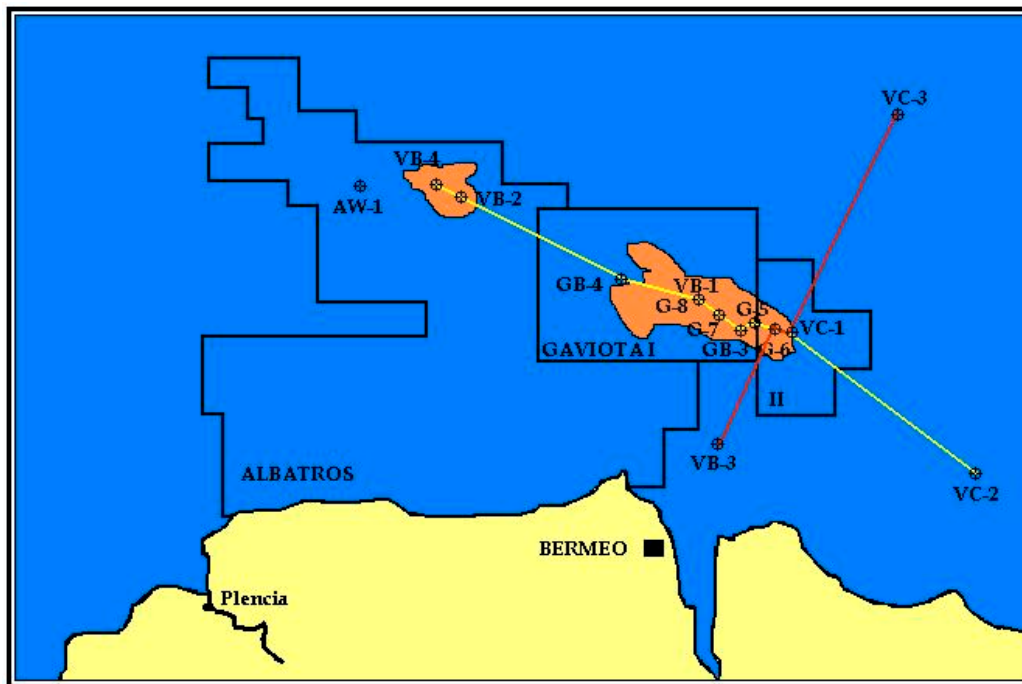 VC-3
VB-4
AW-1
VB-2
GB-4
VB-1
G-8
G-5
G-7
VC-1
GAVIOTA I
GB-3
G-6
II
VB-3
ALBATROS
VC-2
BERMEO
Plencia